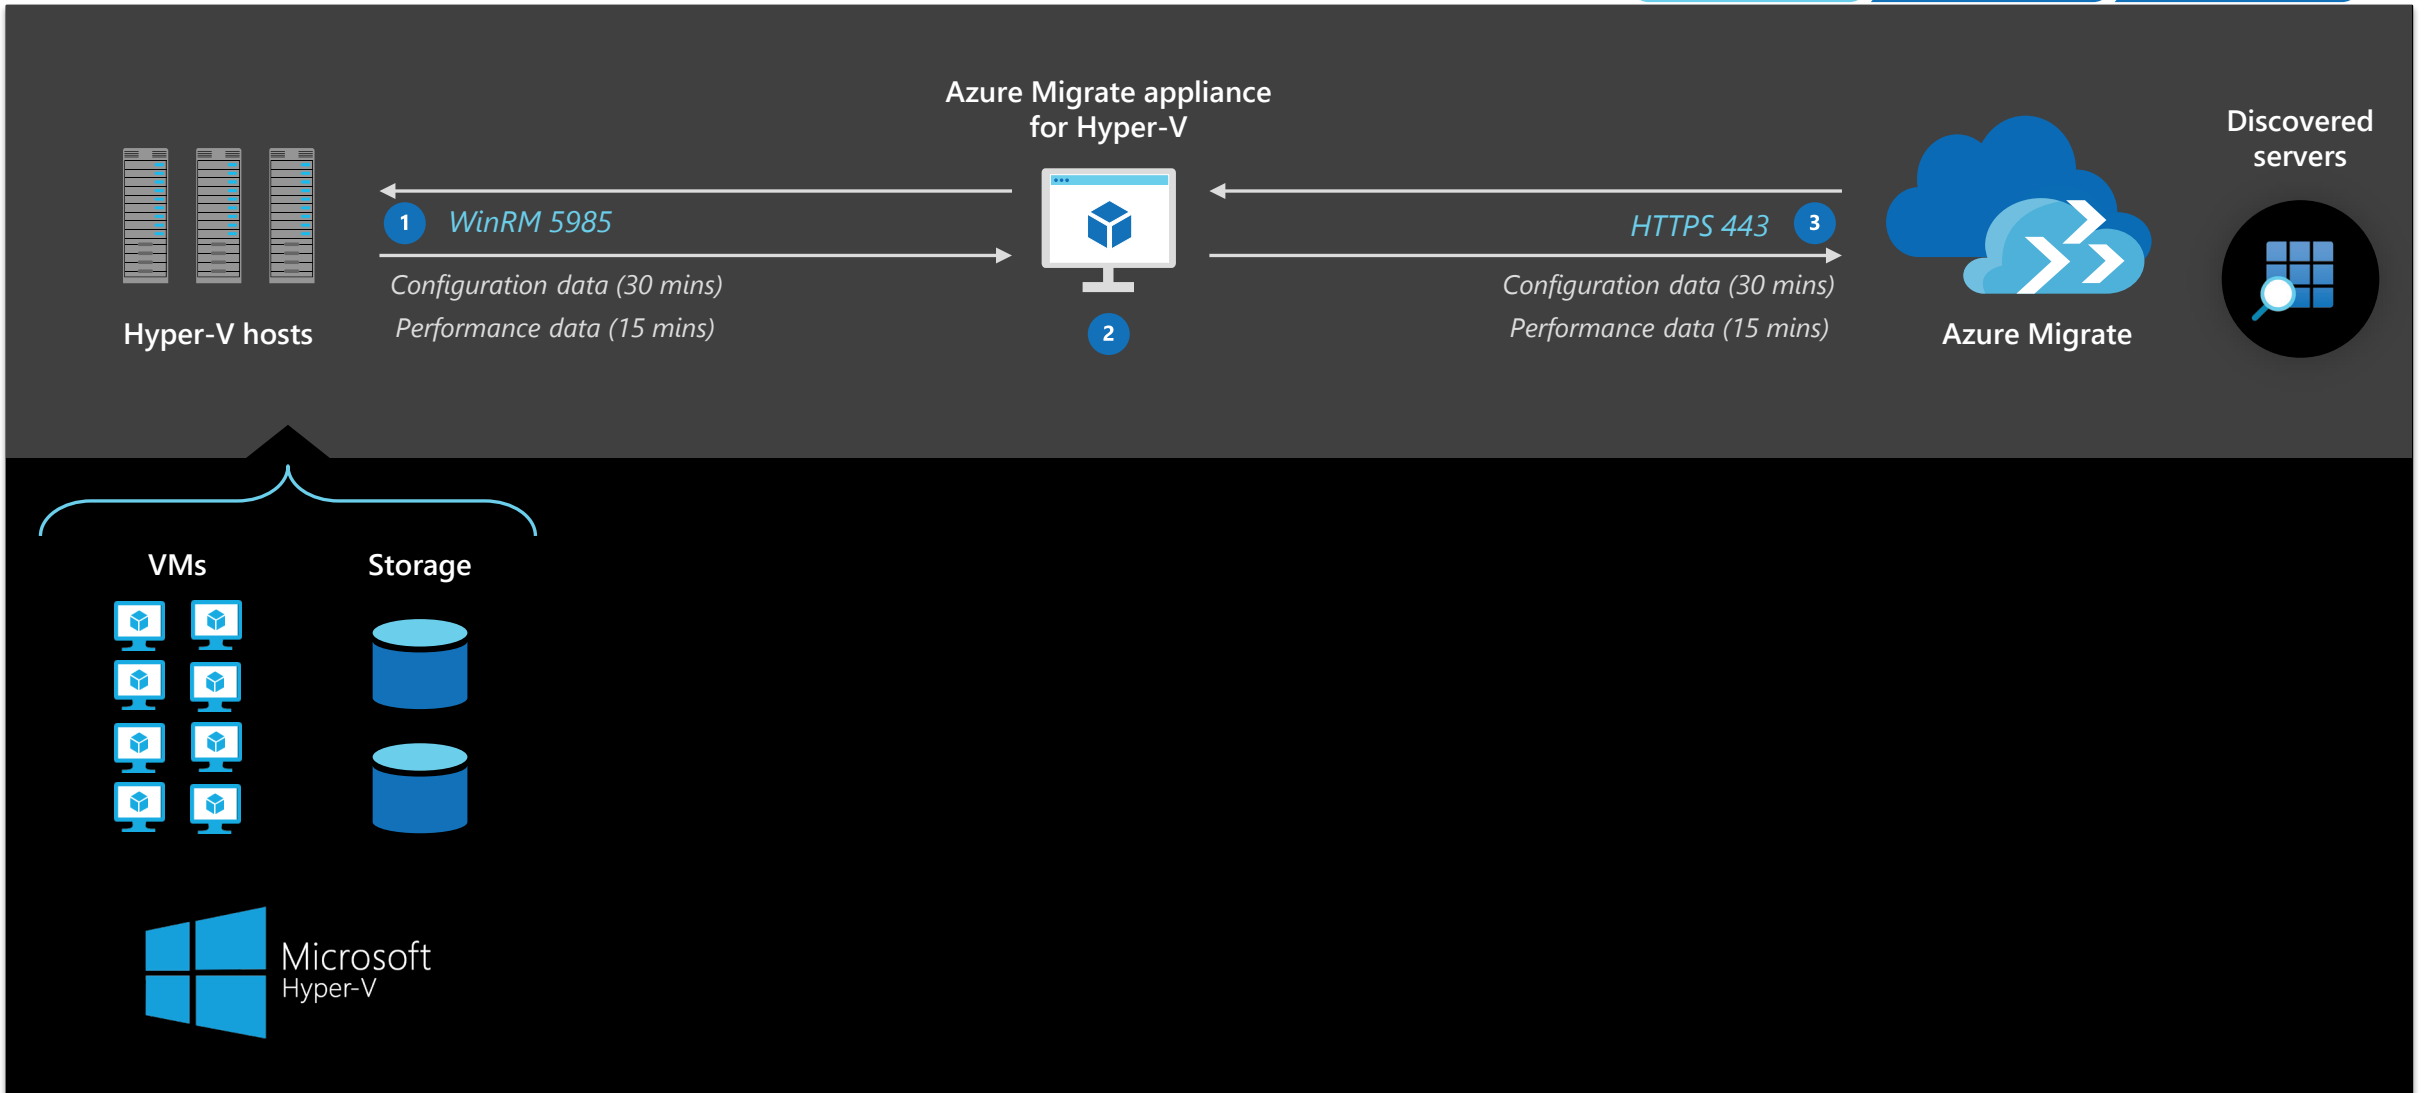 Azure Migrate appliance
for Hyper-V
Discovered
servers
1
WinRM 5985
HTTPS 443
3
Configuration data (30 mins)
Performance data (15 mins)
Configuration data (30 mins)
Performance data (15 mins)
Hyper-V hosts
2
Azure Migrate
VMs
Storage
Microsoft
Hyper-V